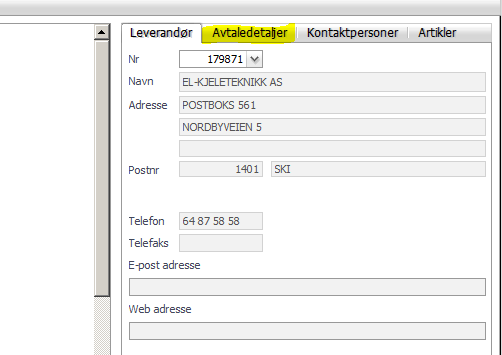 Leverandør Avtaledetaljer Kontaktpersoner Artikler
Nr 179871
Navn EL-KJELETEKNIKK AS
Adresse POSTBOKS 561
NORDBYVEIEN 5
Postnr 1401 SKI
Telefon 64 87 58 58
Telefaks
E-post adresse
Web adresse